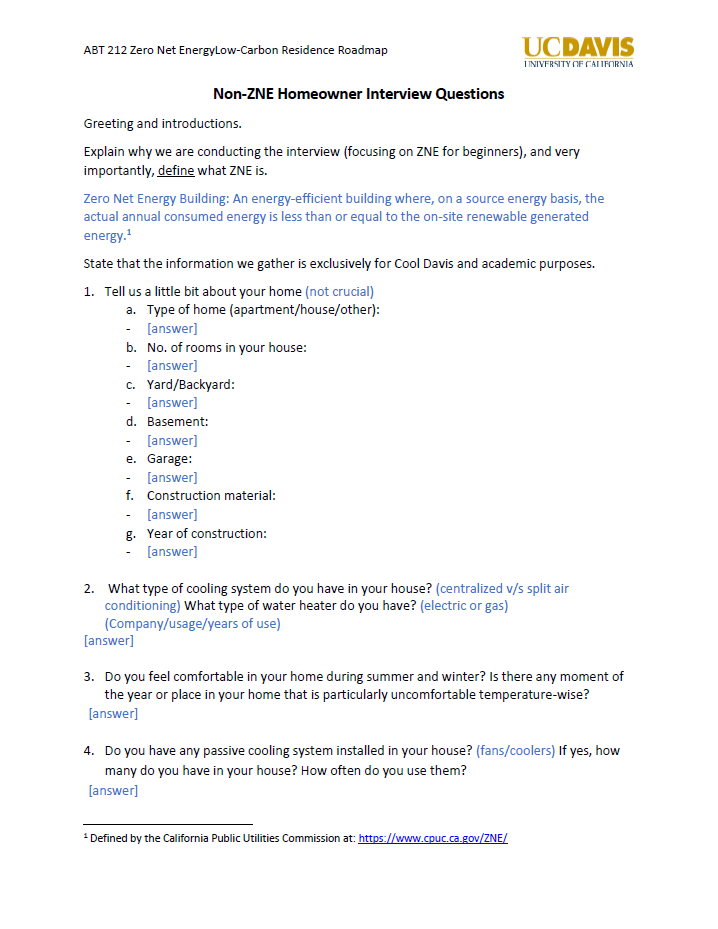 ABT 212 Zero Net EnergyLow-Carbon Residence Roadmap
UCDAVIS
UNIVERSITY OF CALIFORNIA
Non-ZNE Homeowner Interview Questions
Greeting and introductions.
Explain why we are conducting the interview (focusing on ZNE for beginners), and very
importantly, define what ZNE is.
Zero Net Energy Building: An energy-efficient building where, on a source energy basis, the
actual annual consumed energy is less than or equal to the on-site renewable generated
energy.¹
State that the information we gather is exclusively for Cool Davis and academic purposes.
1. Tell us a little bit about your home (not crucial)
a. Type of home (apartment/house/other):
- [answer]
b. No. of rooms in your house:
- [answer]
c. Yard/Backyard:
- [answer]
d. Basement:
- [answer]
e. Garage:
- [answer]
f. Construction material:
- [answer]
g. Year of construction:
- [answer]
2. What type of cooling system do you have in your house? (centralized v/s split air
conditioning) What type of water heater do you have? (electric or gas)
(Company/usage/years of use)
[answer]
3. Do you feel comfortable in your home during summer and winter? Is there any moment of
the year or place in your home that is particularly uncomfortable temperature-wise?
[answer]
4. Do you have any passive cooling system installed in your house? (fans/coolers) If yes, how
many do you have in your house? How often do you use them?
[answer]
¹ Defined by the California Public Utilities Commission at: https://www.cpuc.ca.gov/ZNE/